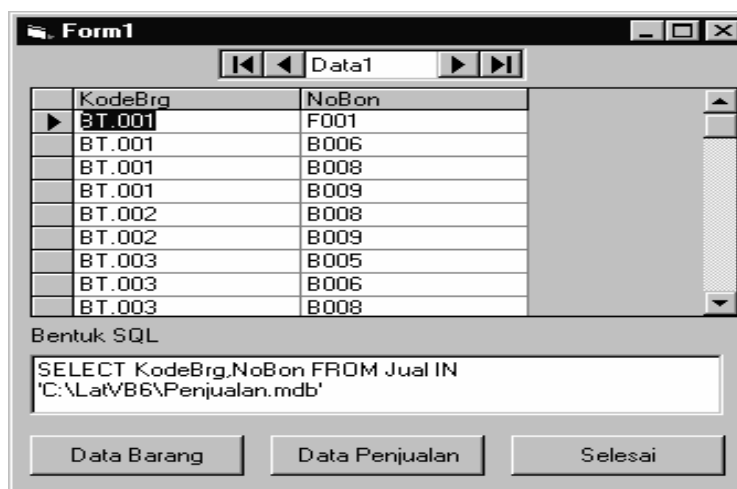 Form1
Data1
KodeBrg NoBon
BT.001 F001
BT.001 B006
BT.001 B008
BT.001 B009
BT.002 B008
BT.002 B009
BT.003 B005
BT.003 B006
BT.003 B008
Bentuk SQL
SELECT KodeBrg,NoBon FROM Jual IN
'C:\LatVB6\Penjualan.mdb'
Data Barang Data Penjualan Selesai